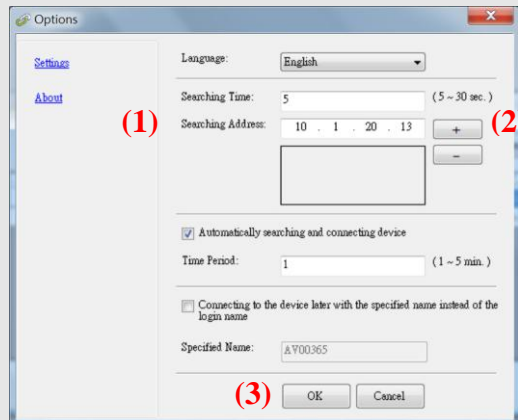 Options
Settings
About
Language: English
(1)
Searching Time: 5 ( 5 ~ 30 sec. )
Searching Address: 10 . 1 . 20 . 13 +
(2
−
Automatically searching and connecting device
Time Period: 1 ( 1 ~ 5 min. )
Connecting to the device later with the specified name instead of the
login name
Specified Name: AV00365
(3) OK Cancel